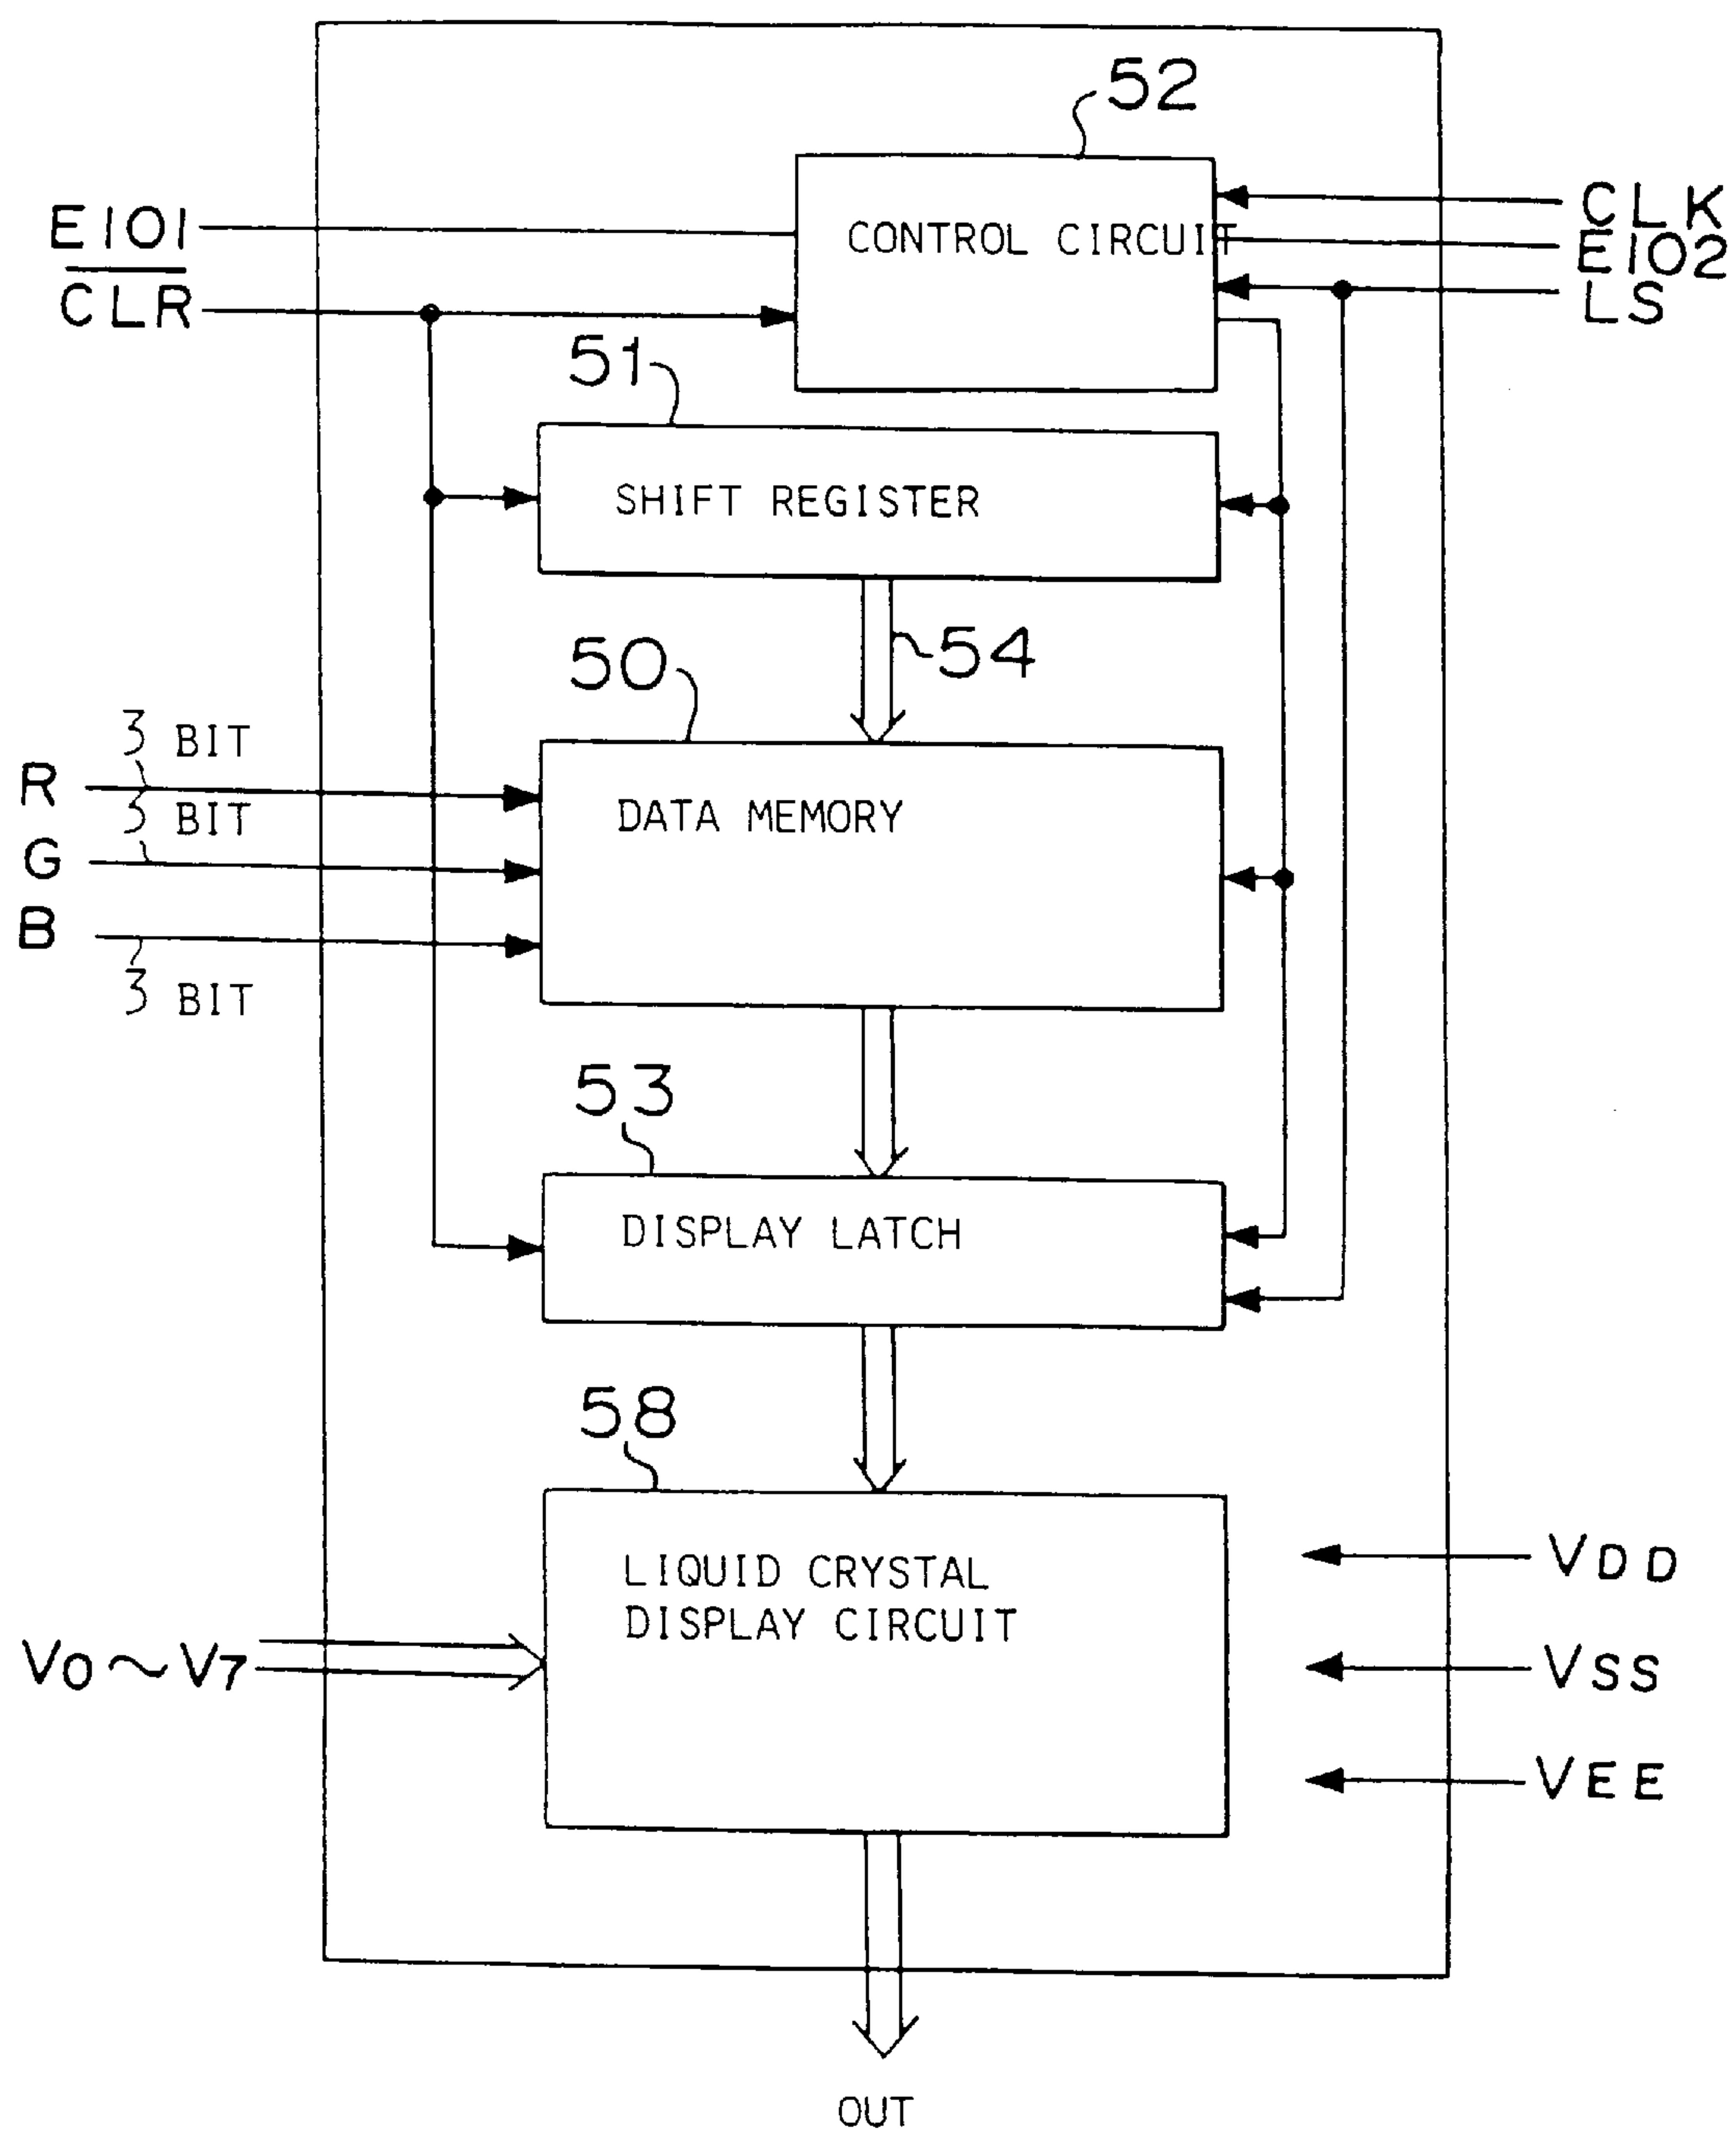 52
CLK
EIO1
CONTROL CIRCUIT
EIO2
CLR
LS
51
SHIFT REGISTER
54
50
3 BIT
R
3 BIT
DATA MEMORY
G
B
3 BIT
53
DISPLAY LATCH
58
LIQUID CRYSTAL
DISPLAY CIRCUIT
VDD
V0～V7
VSS
VEE
OUT